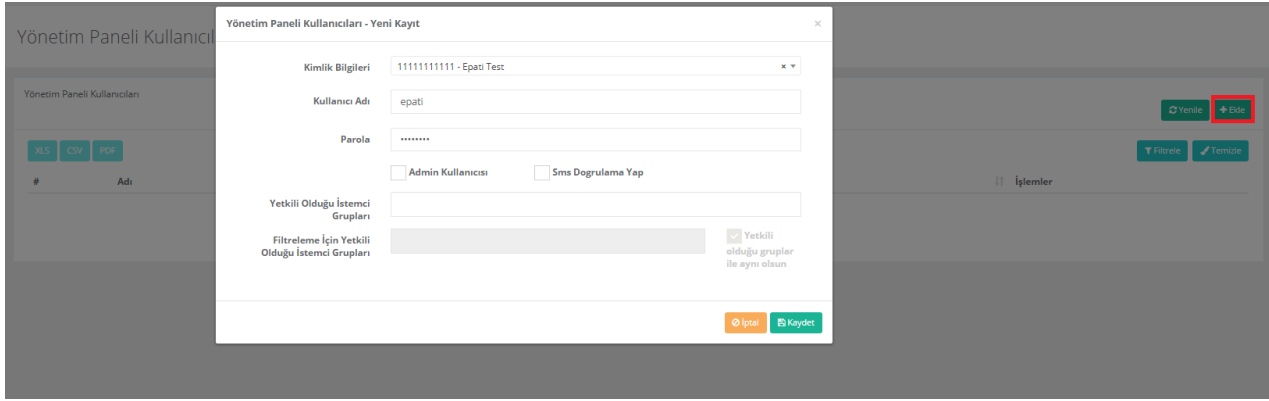 Yönetim Paneli Kullanıcıl
Yönetim Paneli Kullanıcıları - Yeni Kayıt
×
Kimlik Bilgileri
11111111111 - Epati Test
×
Kullanıcı Adı
epati
Parola
••••••••
Admin Kullanıcısı
Sms Dogrulama Yap
Yetkili Olduğu İstemci
Grupları
Filtreleme İçin Yetkili
Olduğu İstemci Grupları
Yetkili
olduğu gruplar
ile aynı olsun
İptal
Kaydet
Yönetim Paneli Kullanıcıları
Yenile
+ Ekle
XLS
CSV
PDF
Filtrele
Temizle
#
Adı
İşlemler